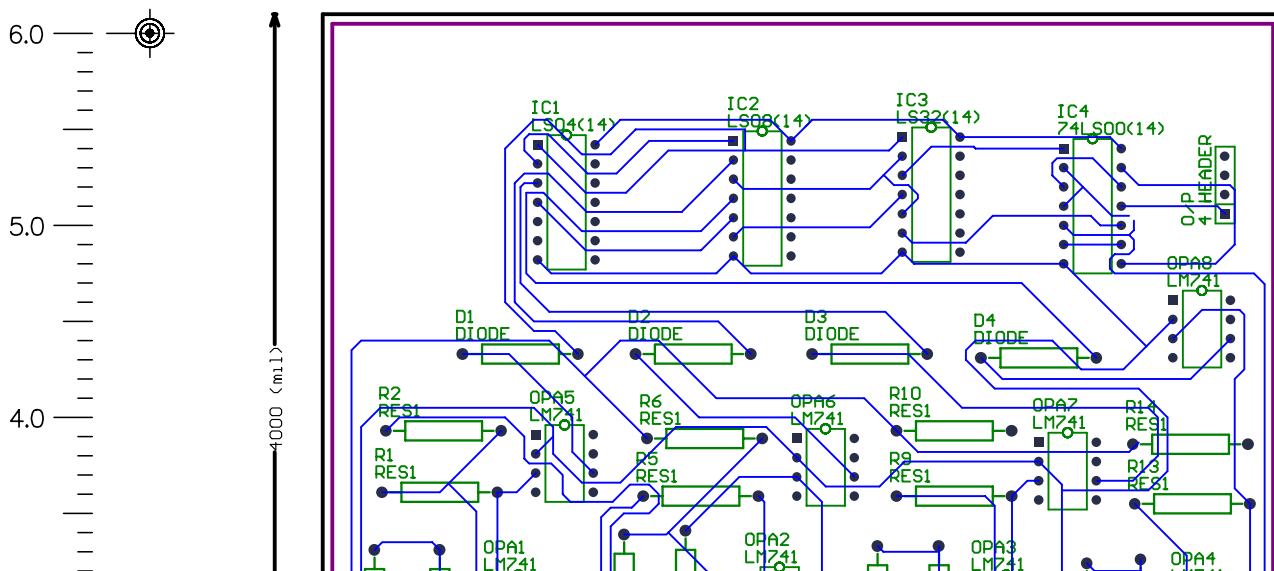 6.0
5.0
4.0
4000 (mil)
IC1
LS04(14)
IC2
LS08(14)
IC3
LS32(14)
IC4
74LS00(14)
O/P
4 HEADER
OPA8
LM741
D1
DIODE
D2
DIODE
D3
DIODE
D4
DIODE
R2
RES1
OPA5
LM741
R6
RES1
OPA6
LM741
R10
RES1
OPA7
LM741
R14
RES1
R1
RES1
R5
RES1
R9
RES1
R13
RES1
OPA1
LM741
OPA2
LM741
OPA3
LM741
OPA4
LM741